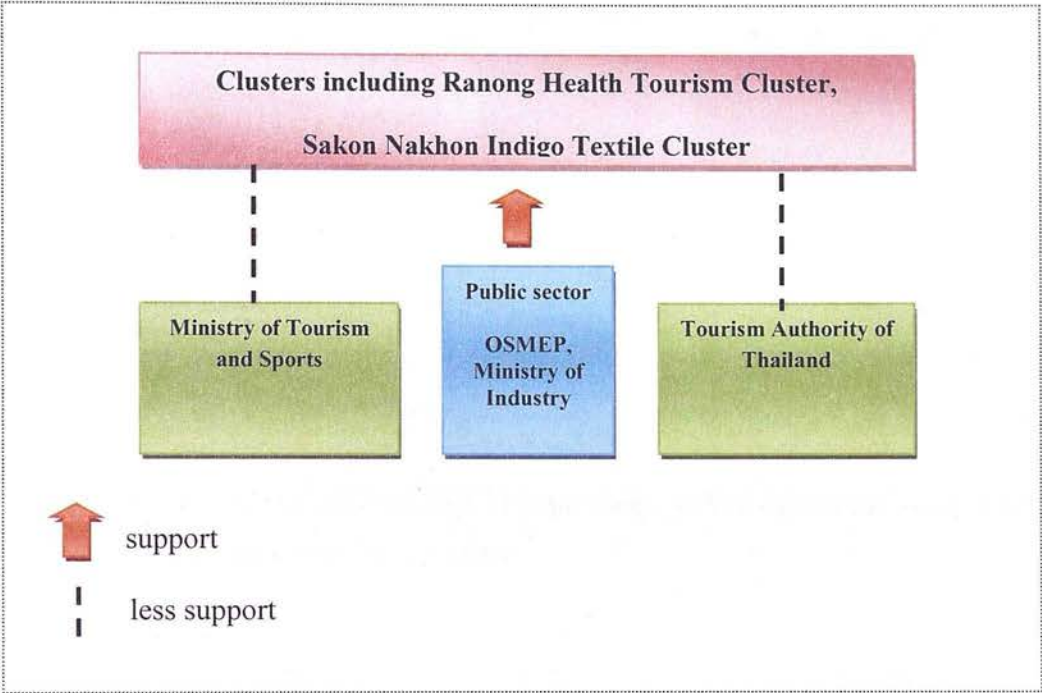 Clusters including Ranong Health Tourism Cluster,
Sakon Nakhon Indigo Textile Cluster
Ministry of Tourism
and Sports
Public sector
OSMEP,
Ministry of
Industry
Tourism Authority of
Thailand
support
less support